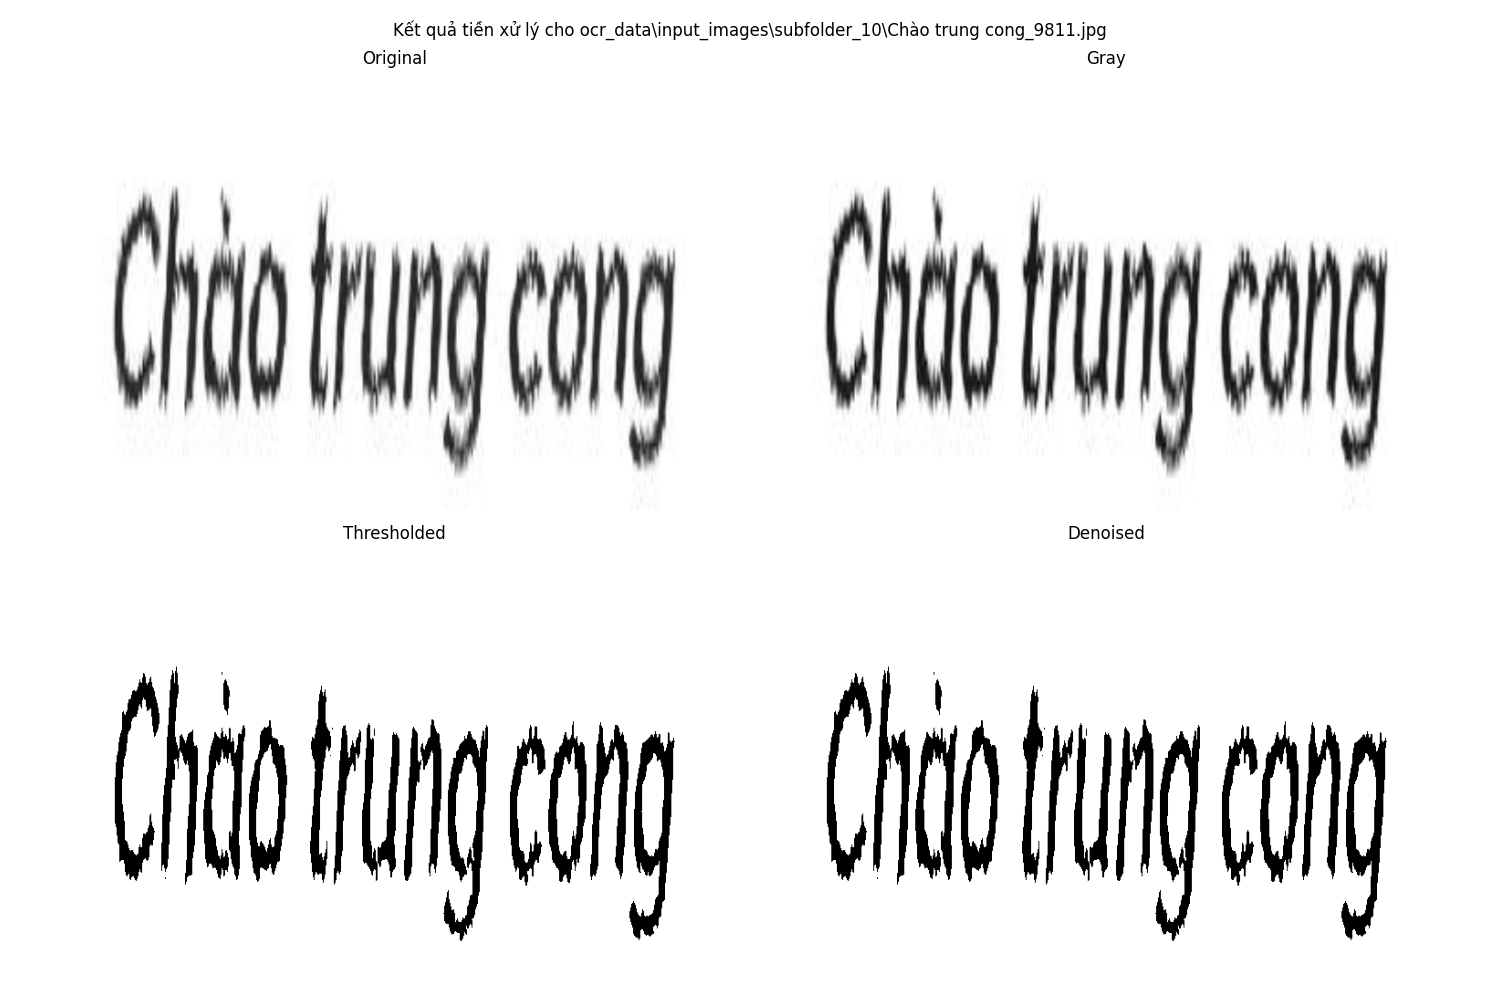 Kết quả tiền xử lý cho ocr_data\input_images\subfolder_10\Chào trung cong_9811.jpg
Original
Gray
Chào trung cong
Chào trung cong
Thresholded
Denoised
Chào trung cong
Chào trung cong